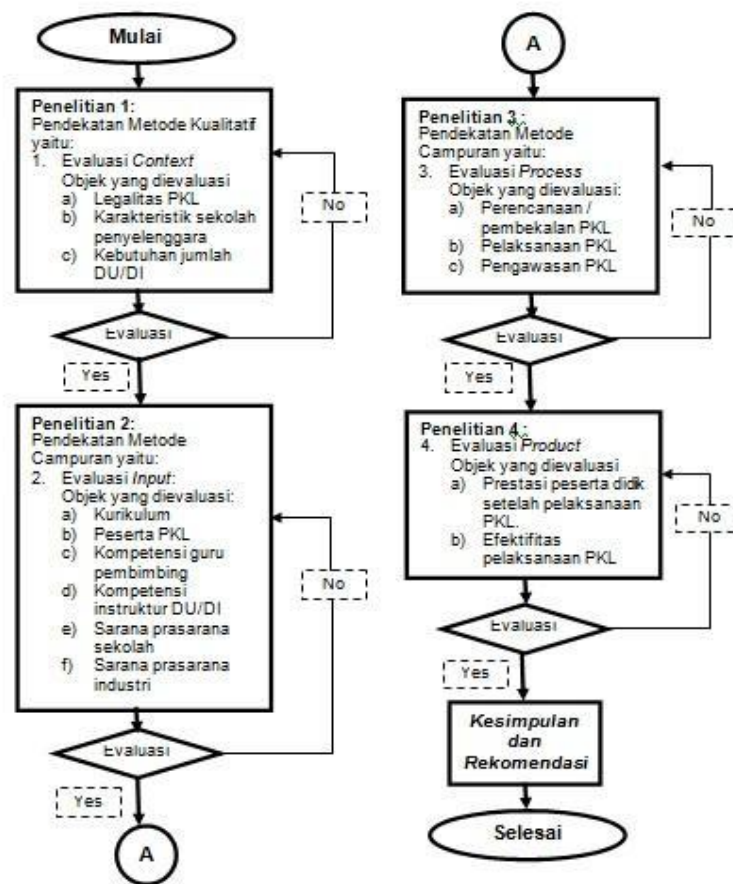 Mulai
Penelitian 1:
Pendekatan Metode Kualitatif
yaitu:
1. Evaluasi Context
Objek yang dievaluasi
a) Legalitas PKL
b) Karakteristik sekolah
penyelenggara
c) Kebutuhan jumlah
DU/DI
No
Evaluasi
Yes
Penelitian 2:
Pendekatan Metode
Campuran yaitu:
2. Evaluasi Input:
Objek yang dievaluasi:
a) Kurikulum
b) Peserta PKL
c) Kompetensi guru
pembimbing
d) Kompetensi
instruktur DU/DI
e) Sarana prasarana
sekolah
f) Sarana prasarana
industri
No
Evaluasi
Yes
A
A
Penelitian 3 :
Pendekatan Metode
Campuran yaitu:
3. Evaluasi Process
Objek yang dievaluasi:
a) Perencanaan /
pembekalan PKL
b) Pelaksanaan PKL
c) Pengawasan PKL
No
Evaluasi
Yes
Penelitian 4 :
4. Evaluasi Product
Objek yang dievaluasi
a) Prestasi peserta didik
setelah pelaksanaan
PKL.
b) Efektifitas
pelaksanaan PKL
No
Evaluasi
Yes
Kesimpulan
dan
Rekomendasi
Selesai